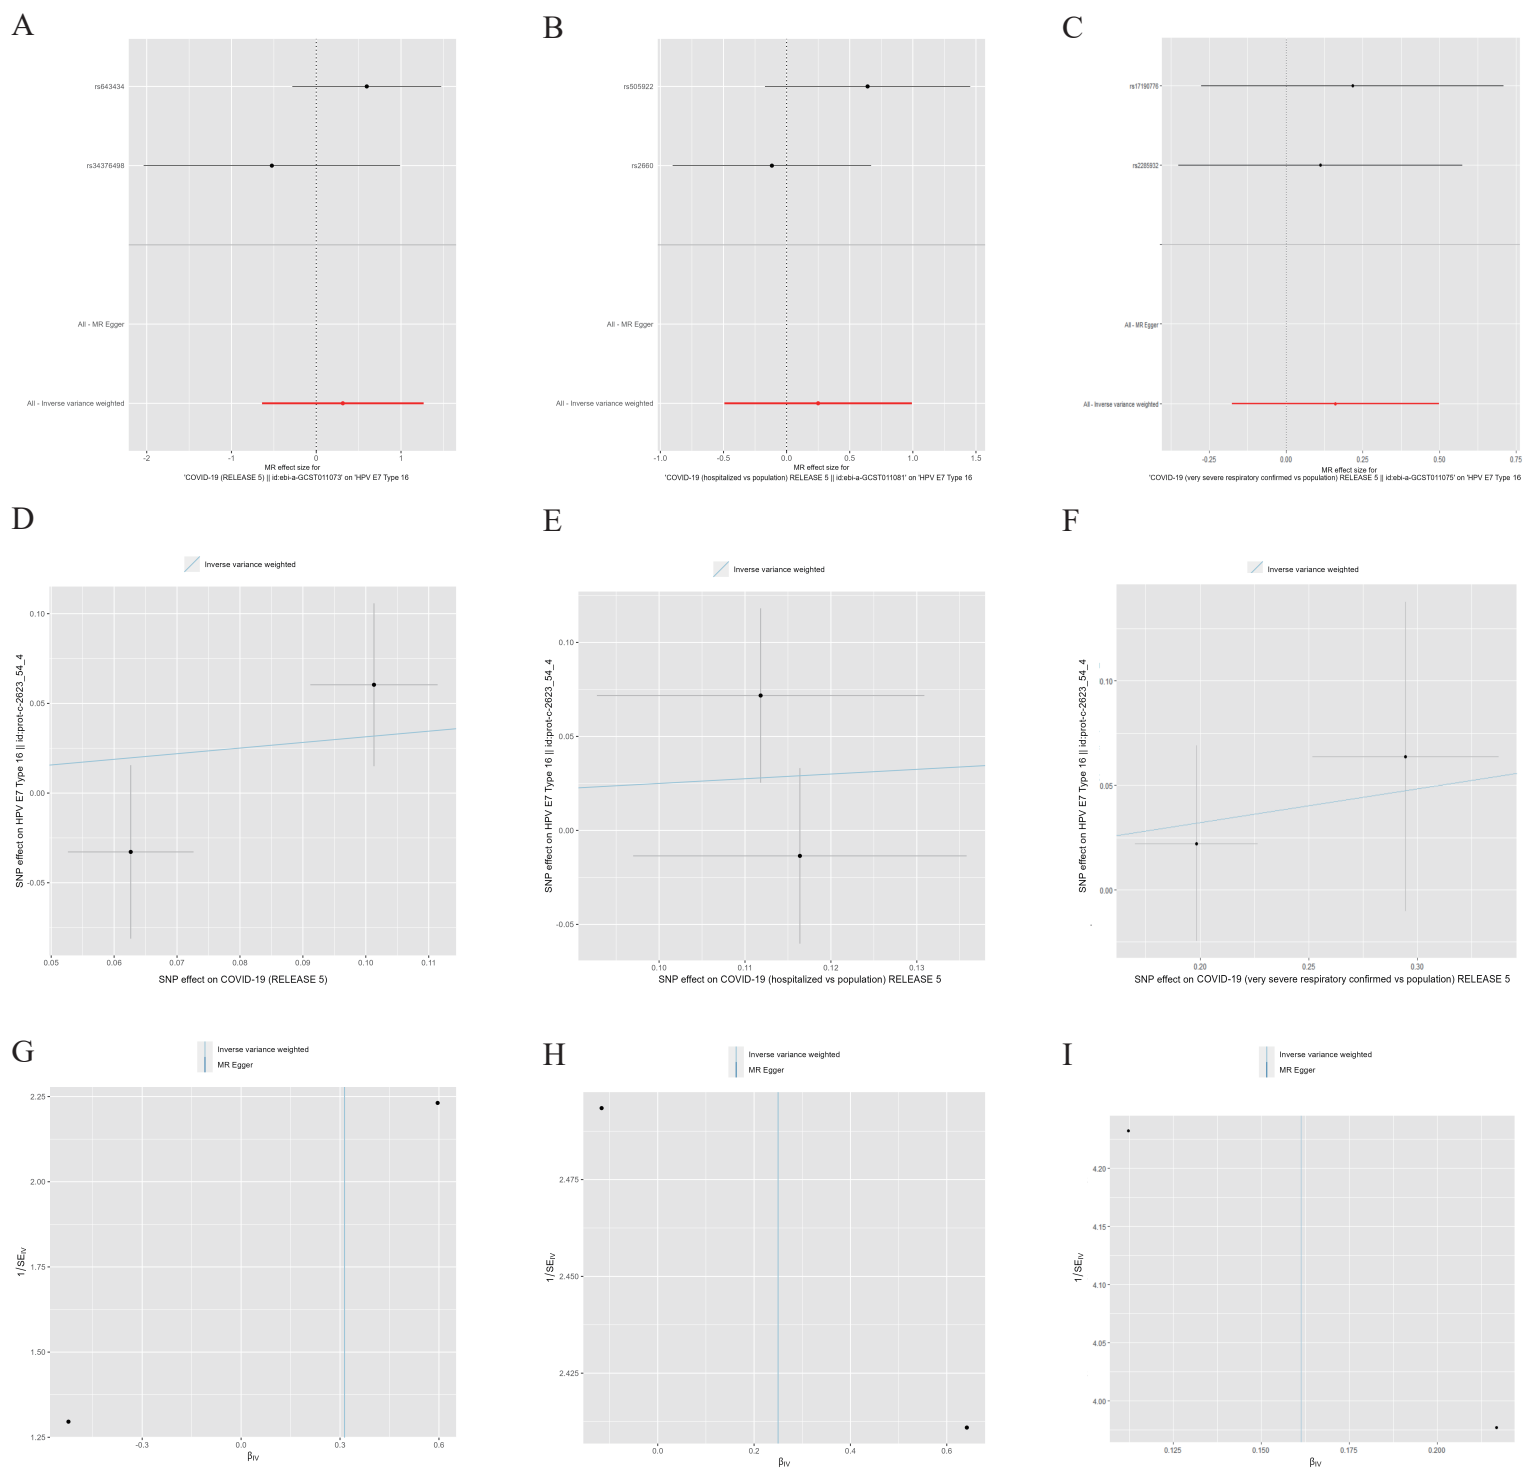 A
rs643434
rs34376498
All - MR Egger
All - Inverse variance weighted
-2
-1
0
1
MR effect size for
'COVID-19 (RELEASE 5) || id:ebi-a-GCST011073' on 'HPV E7 Type 16
B
rs505922
rs2660
All - MR Egger
All - Inverse variance weighted
-1.0
-0.5
0.0
0.5
1.0
1.5
MR effect size for
'COVID-19 (hospitalized vs population) RELEASE 5 || id:ebi-a-GCST011081' on 'HPV E7 Type 16
C
rs17190776
rs2285932
All - MR Egger
All - Inverse variance weighted
-0.25
0.00
0.25
0.50
0.75
MR effect size for
'COVID-19 (very severe respiratory confirmed vs population) RELEASE 5 || id:ebi-a-GCST011075' on 'HPV E7 Type 16
D
Inverse variance weighted
SNP effect on HPV E7 Type 16 || id:prot-c-2623_54_4
0.10
0.05
0.00
-0.05
0.05
0.06
0.07
0.08
0.09
0.10
0.11
SNP effect on COVID-19 (RELEASE 5)
E
Inverse variance weighted
SNP effect on HPV E7 Type 16 || id:prot-c-2623_54_4
0.10
0.05
0.00
-0.05
0.10
0.11
0.12
0.13
SNP effect on COVID-19 (hospitalized vs population) RELEASE 5
F
Inverse variance weighted
SNP effect on HPV E7 Type 16 || id:prot-c-2623_54_4
0.10
0.05
0.00
0.20
0.25
0.30
SNP effect on COVID-19 (very severe respiratory confirmed vs population) RELEASE 5
G
Inverse variance weighted
MR Egger
1/SEIV
2.25
2.00
1.75
1.50
1.25
-0.3
0.0
0.3
0.6
βIV
H
Inverse variance weighted
MR Egger
1/SEIV
2.475
2.450
2.425
0.0
0.2
0.4
0.6
βIV
I
Inverse variance weighted
MR Egger
1/SEIV
4.20
4.15
4.10
4.05
4.00
0.125
0.150
0.175
0.200
βIV